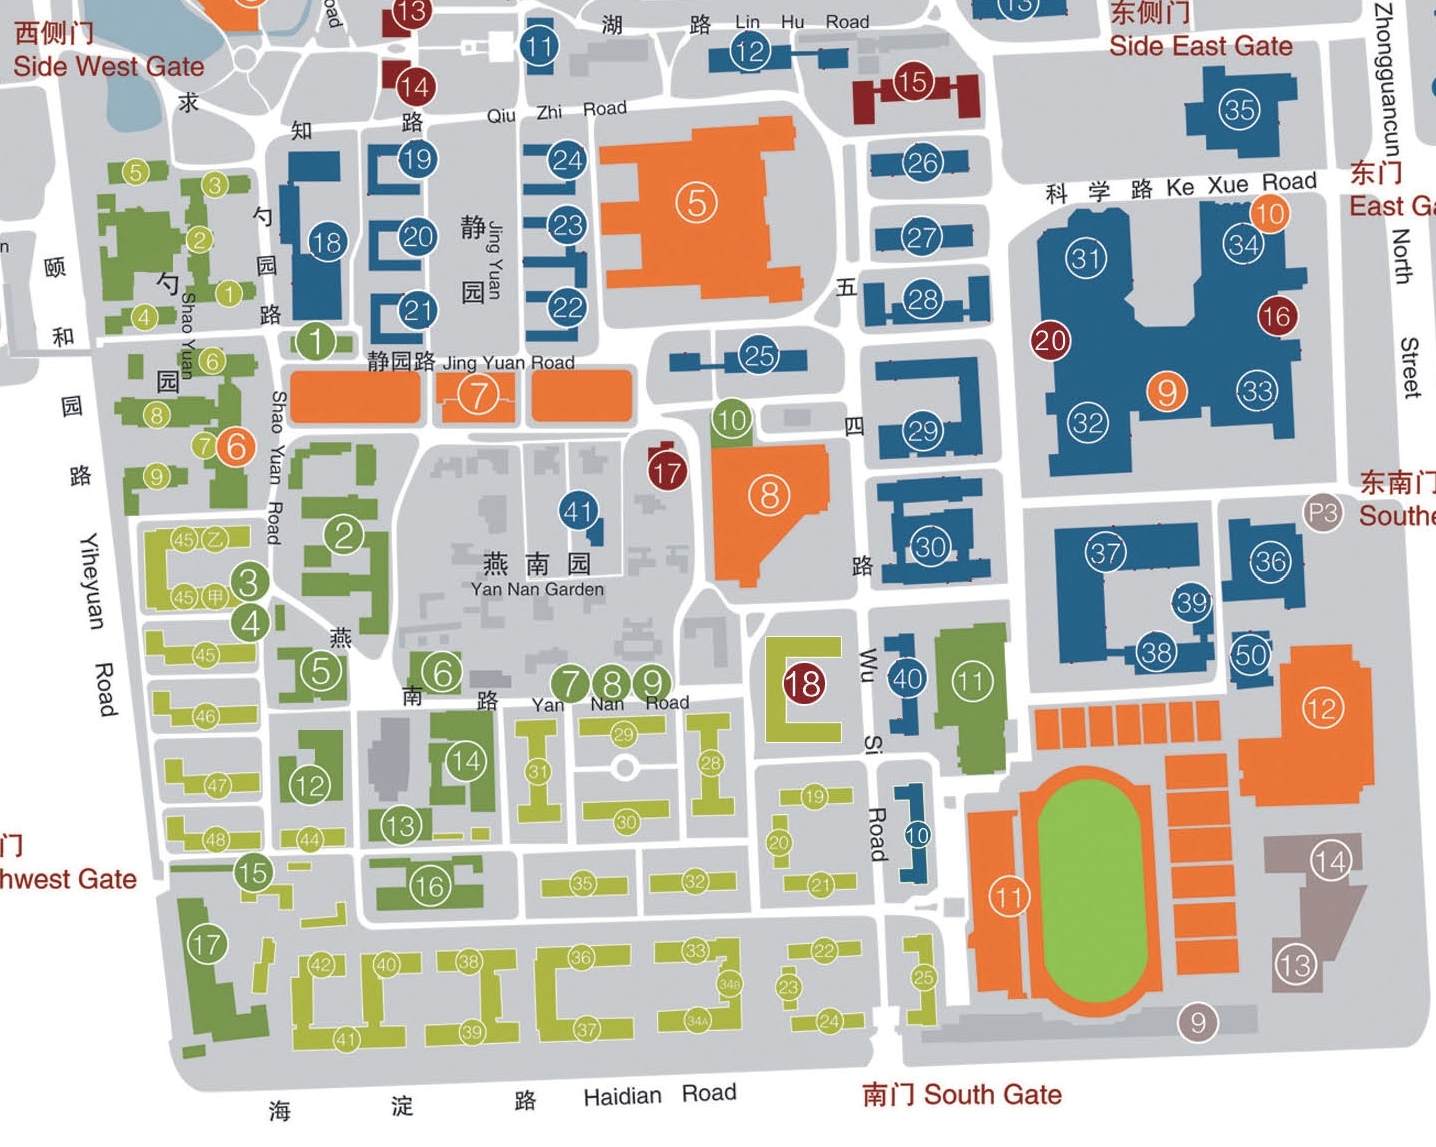 西侧门
Side West Gate
东侧门
Side East Gate
13
14
11
湖 路 Lin Hu Road
12
13
15
35
Zhongguancun
North
Street
求 知 路 Qiu Zhi Road
科 学 路 Ke Xue Road
东门
East Ga
颐 和 园 路
Yiheyuan Road
勺 园 路
Shao Yuan Road
勺 园
Shao Yuan
5
3
2
1
4
6
8
7
6
9
18
19
20
21
静 园
Jing Yuan
24
23
22
5
26
27
28
31
34
10
16
20
9
32
33
1
静园路 Jing Yuan Road
7
25
10
29
8
30
17
41
燕 南 园
Yan Nan Garden
五 四 路
Wu Si Road
东南门
Southe
P3
45乙
45甲
3
4
2
37
36
39
38
50
45
5
6
7
8
9
18
40
11
12
燕 南 路 Yan Nan Road
46
47
48
44
12
14
13
31
29
30
28
19
20
21
10
15
16
35
32
11
14
13
9
门
hwest Gate
17
42
40
38
36
33
34B
22
23
25
41
39
37
34A
24
海 淀 路 Haidian Road
南门 South Gate